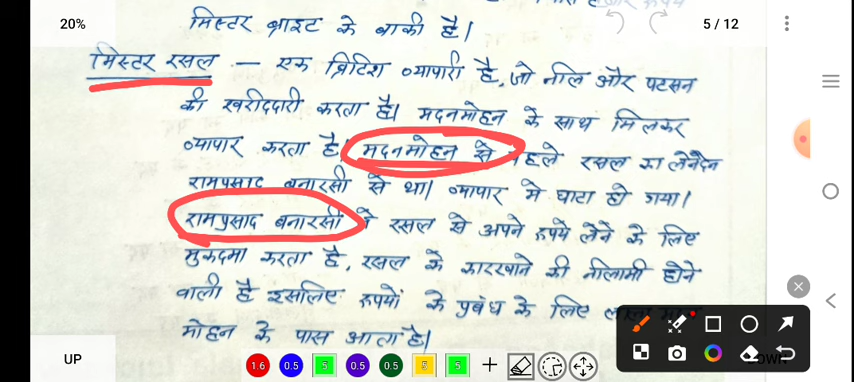 20%
5 / 12
मिस्टर ब्राइट के बाकी है।
मिस्टर रसल — एक ब्रिटिश व्यापारी है, जो नील और पटसन
की खरीददारी करता है। मदनमोहन के साथ मिलकर
व्यापार करता है। मदनमोहन से पहले रसल का लेनदेन
रामप्रसाद बनारसी से था। व्यापार मे घाटा हो गया।
रामप्रसाद बनारसी ने रसल से अपने रूपये लेने के लिए
मुकदमा करता है, रसल के कारखाने की नीलामी होने
वाली है इसलिए रूपयों के प्रबंध के लिए
मोहन के पास आता है।
UP
1.6 0.5 5 0.5 0.5 5 5